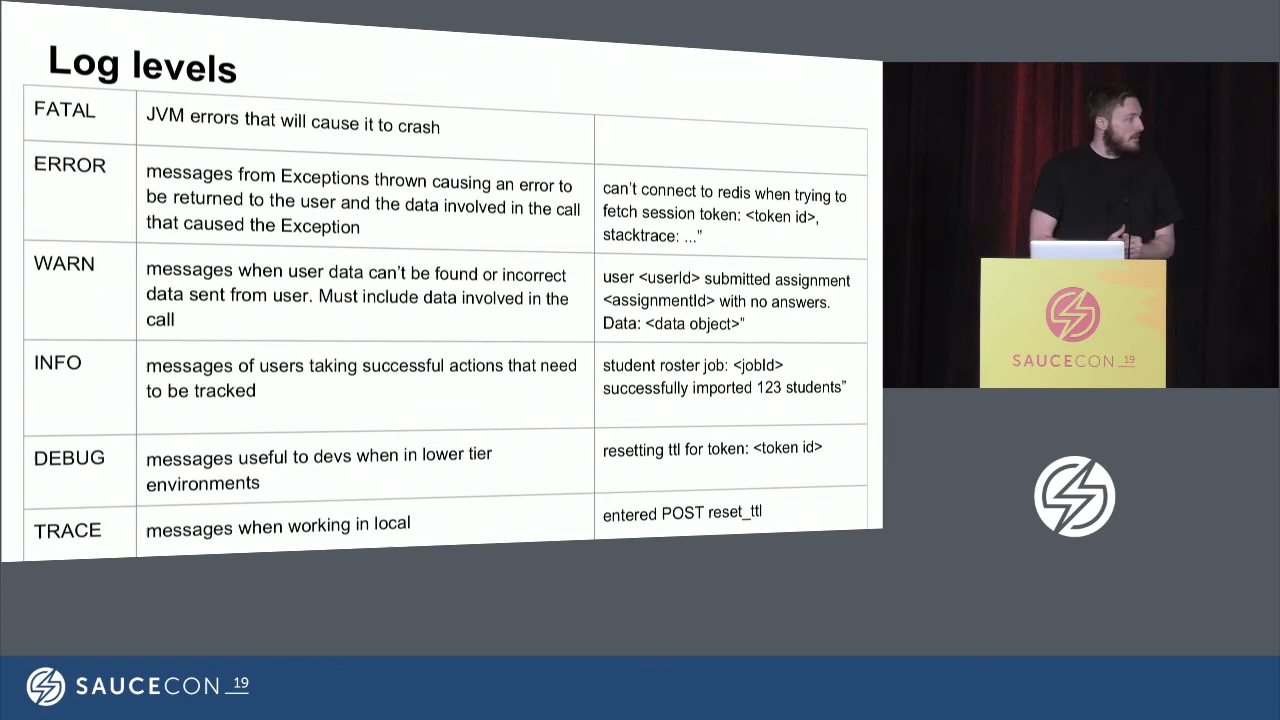 Log levels
FATAL
JVM errors that will cause it to crash
ERROR
messages from Exceptions thrown causing an error to
be returned to the user and the data involved in the call
that caused the Exception
can't connect to redis when trying to
fetch session token: <token id>,
stacktrace: ..."
WARN
messages when user data can't be found or incorrect
data sent from user. Must include data involved in the
call
user <userId> submitted assignment
<assignmentId> with no answers.
Data: <data object>"
INFO
messages of users taking successful actions that need
to be tracked
student roster job: <jobId>
successfully imported 123 students"
DEBUG
messages useful to devs when in lower tier
environments
resetting ttl for token: <token id>
TRACE
messages when working in local
entered POST reset_ttl
SAUCECON 19
SAUCECON 19